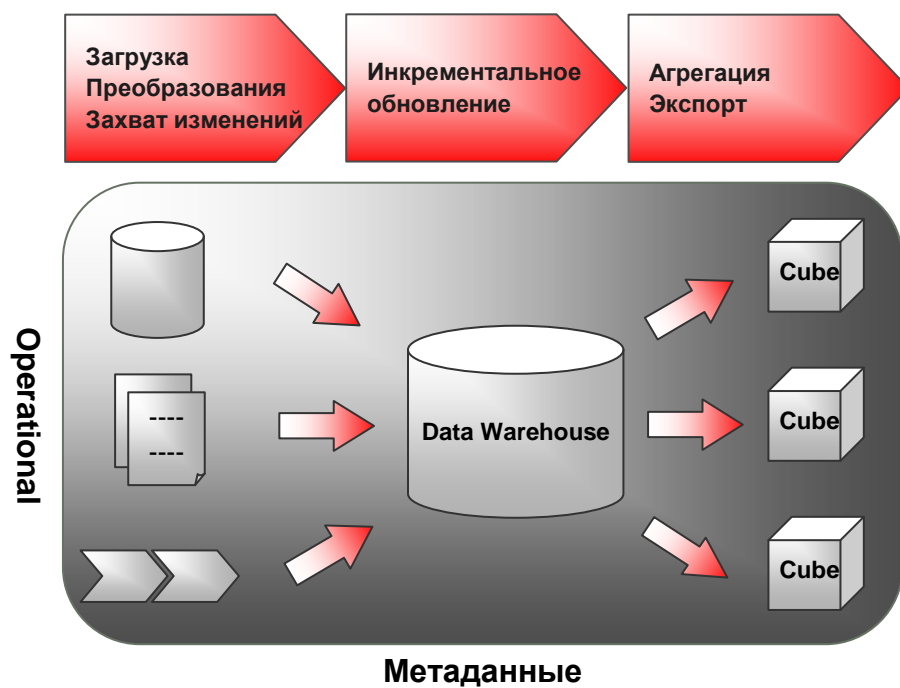 Загрузка
Преобразования
Захват изменений
Инкрементальное
обновление
Агрегация
Экспорт
Operational
----
----
Data Warehouse
Cube
Cube
Cube
Метаданные